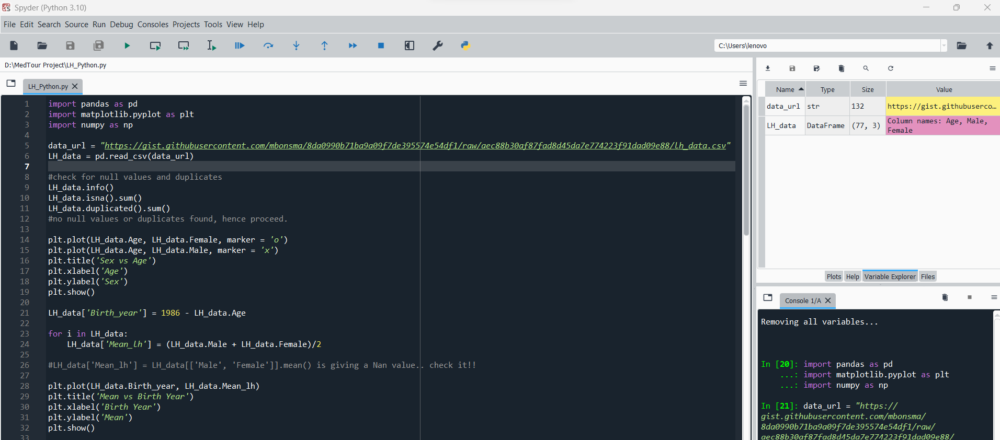 Spyder (Python 3.10)
File Edit Search Source Run Debug Consoles Projects Tools View Help
C:\Users\lenovo
D:\MedTour Project\LH_Python.py
LH_Python.py
1 import pandas as pd
2 import matplotlib.pyplot as plt
3 import numpy as np
4
5 data_url = "https://gist.githubusercontent.com/mbonsma/8da0990b71ba9a09f7de395574e54df1/raw/aec88b30af87fad8d45da7e774223f91dad09e88/lh_data.csv"
6 LH_data = pd.read_csv(data_url)
7
8 #check for null values and duplicates
9 LH_data.info()
10 LH_data.isna().sum()
11 LH_data.duplicated().sum()
12 #no null values or duplicates found, hence proceed.
13
14 plt.plot(LH_data.Age, LH_data.Female, marker = 'o')
15 plt.plot(LH_data.Age, LH_data.Male, marker = 'x')
16 plt.title('Sex vs Age')
17 plt.xlabel('Age')
18 plt.ylabel('Sex')
19 plt.show()
20
21 LH_data['Birth_year'] = 1986 - LH_data.Age
22
23 for i in LH_data:
24 LH_data['Mean_lh'] = (LH_data.Male + LH_data.Female)/2
25
26 #LH_data['Mean_lh'] = LH_data[['Male', 'Female']].mean() is giving a Nan value.. check it!!
27
28 plt.plot(LH_data.Birth_year, LH_data.Mean_lh)
29 plt.title('Mean vs Birth Year')
30 plt.xlabel('Birth Year')
31 plt.ylabel('Mean')
32 plt.show()
33
Name Type Size Value
data_url str 132 https://gist.githubuserco…
LH_data DataFrame (77, 3) Column names: Age, Male,
Female
Plots Help Variable Explorer Files
Console 1/A
Removing all variables...
In [20]: import pandas as pd
...: import matplotlib.pyplot as plt
...: import numpy as np
In [21]: data_url = "https://
gist.githubusercontent.com/mbonsma/
8da0990b71ba9a09f7de395574e54df1/raw/
aec88b30af87fad8d45da7e774223f91dad09e88/